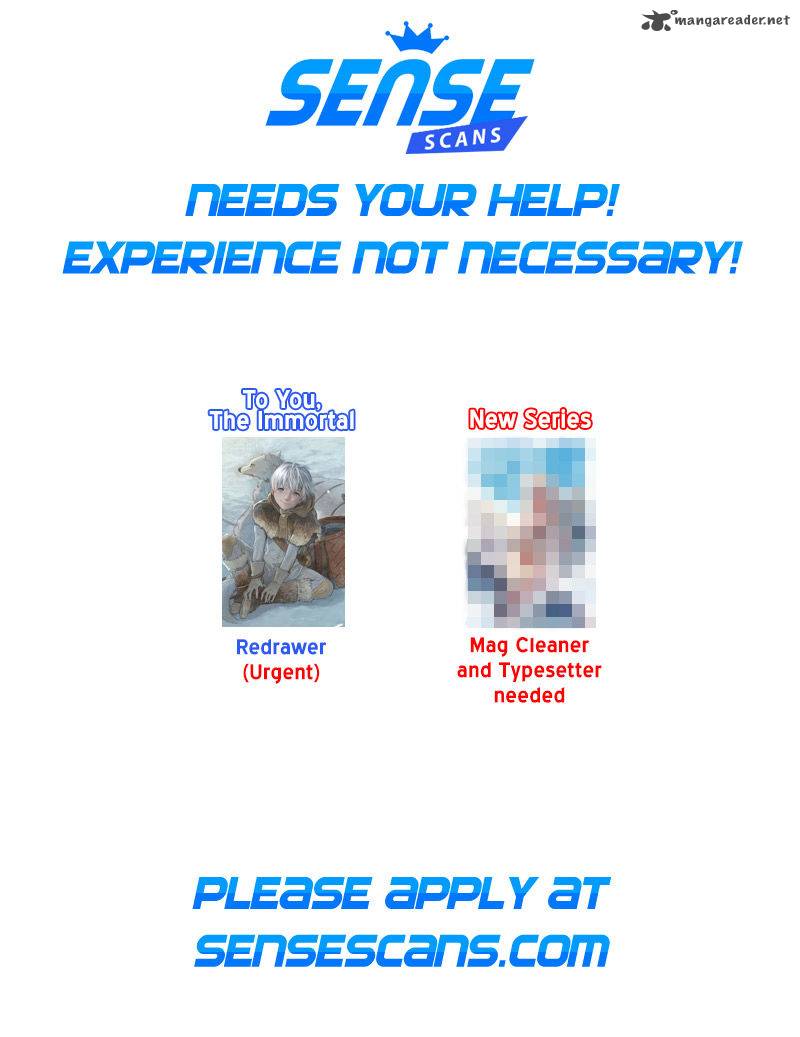 mangareader.net
SENSE
SCANS
NEEDS YOUR HELP!
EXPERIENCE NOT NECESSARY!
To You,
The Immortal
New Series
Redrawer
(Urgent)
Mag Cleaner
and Typesetter
needed
PLEASE APPLY AT
SENSESCANS.COM